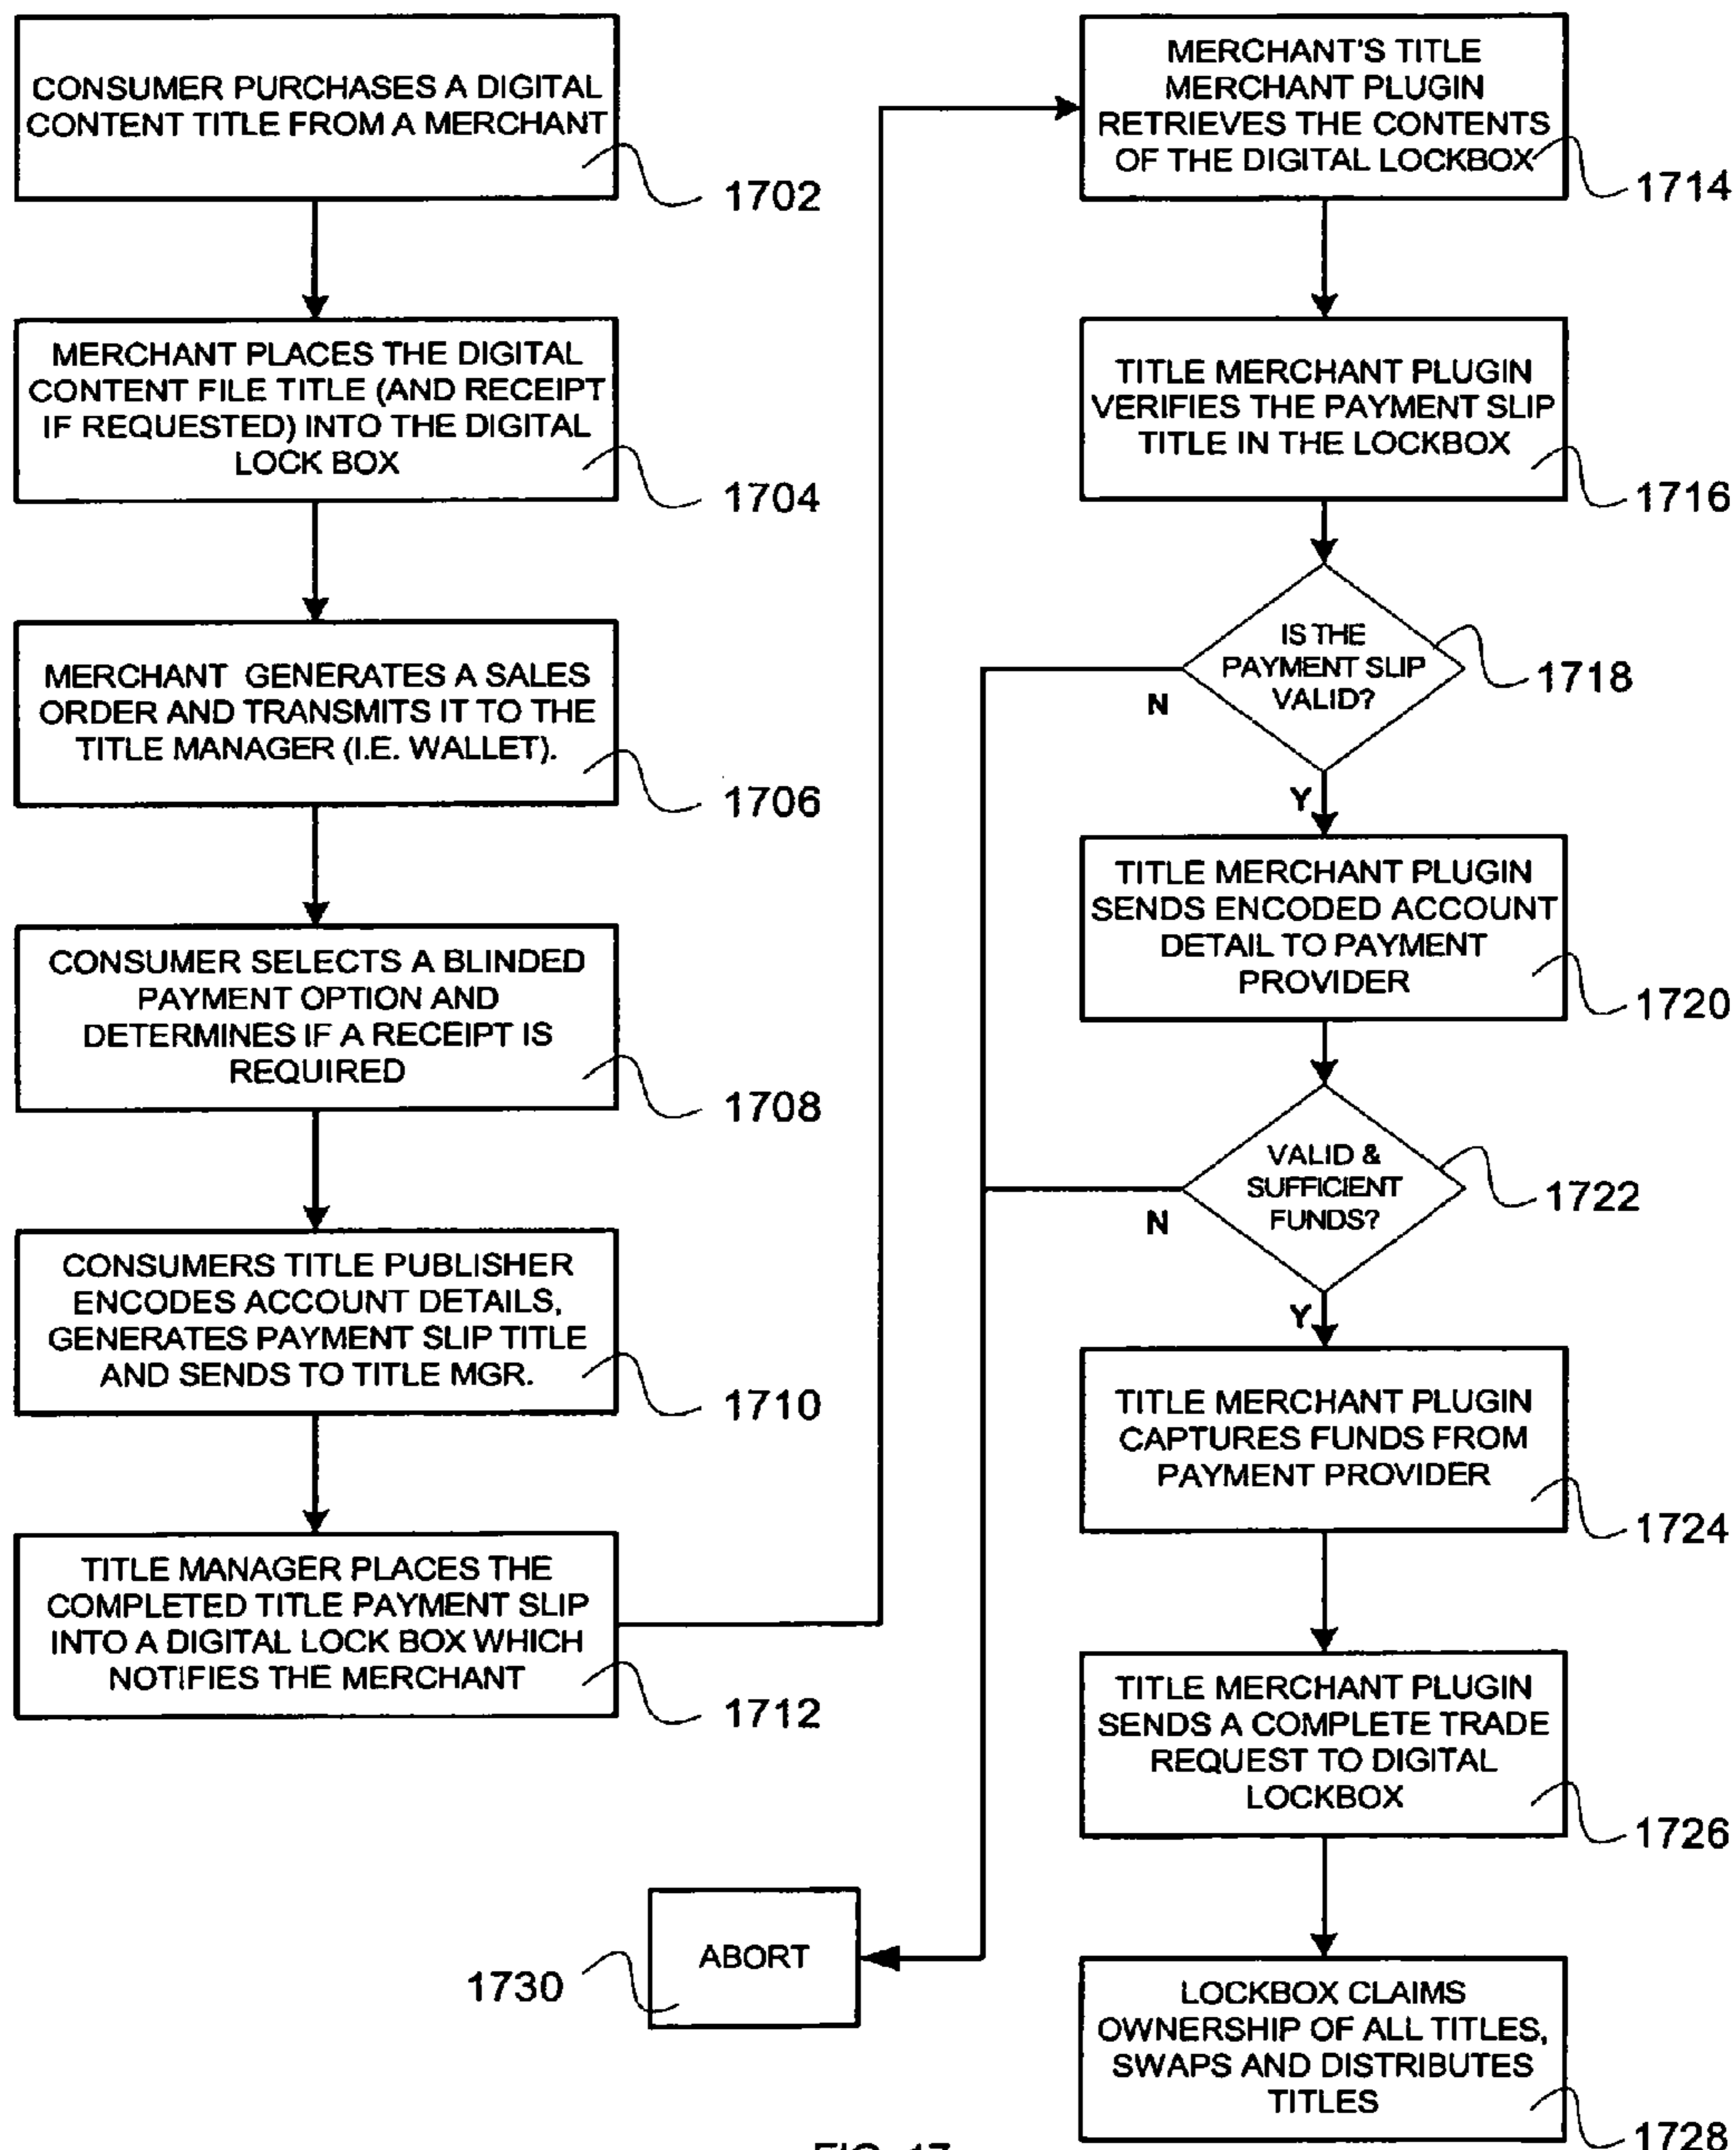 CONSUMER PURCHASES A DIGITAL
CONTENT TITLE FROM A MERCHANT
1702
MERCHANT PLACES THE DIGITAL
CONTENT FILE TITLE (AND RECEIPT
IF REQUESTED) INTO THE DIGITAL
LOCK BOX
1704
MERCHANT GENERATES A SALES
ORDER AND TRANSMITS IT TO THE
TITLE MANAGER (I.E. WALLET).
1706
CONSUMER SELECTS A BLINDED
PAYMENT OPTION AND
DETERMINES IF A RECEIPT IS
REQUIRED
1708
CONSUMERS TITLE PUBLISHER
ENCODES ACCOUNT DETAILS,
GENERATES PAYMENT SLIP TITLE
AND SENDS TO TITLE MGR.
1710
TITLE MANAGER PLACES THE
COMPLETED TITLE PAYMENT SLIP
INTO A DIGITAL LOCK BOX WHICH
NOTIFIES THE MERCHANT
1712
MERCHANT'S TITLE
MERCHANT PLUGIN
RETRIEVES THE CONTENTS
OF THE DIGITAL LOCKBOX
1714
TITLE MERCHANT PLUGIN
VERIFIES THE PAYMENT SLIP
TITLE IN THE LOCKBOX
1716
IS THE
PAYMENT SLIP
VALID?
1718
N
Y
TITLE MERCHANT PLUGIN
SENDS ENCODED ACCOUNT
DETAIL TO PAYMENT
PROVIDER
1720
VALID &
SUFFICIENT
FUNDS?
1722
N
Y
TITLE MERCHANT PLUGIN
CAPTURES FUNDS FROM
PAYMENT PROVIDER
1724
TITLE MERCHANT PLUGIN
SENDS A COMPLETE TRADE
REQUEST TO DIGITAL
LOCKBOX
1726
ABORT
1730
LOCKBOX CLAIMS
OWNERSHIP OF ALL TITLES,
SWAPS AND DISTRIBUTES
TITLES
1728
FIG. 17